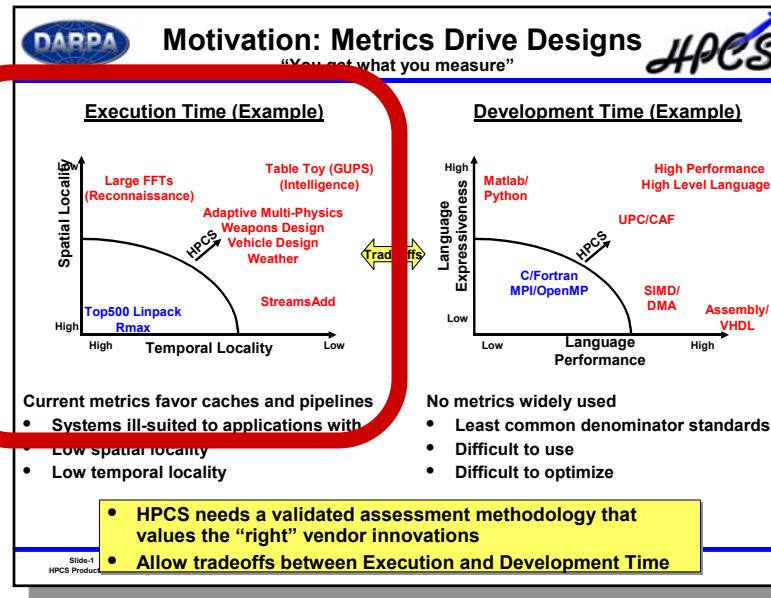 DARPA
Motivation: Metrics Drive Designs
HPCS
"You get what you measure"
Execution Time (Example)
Low
Spatial Locality
High
Large FFTs
(Reconnaissance)
Table Toy (GUPS)
(Intelligence)
Adaptive Multi-Physics
Weapons Design
Vehicle Design
Weather
HPCS
StreamsAdd
Top500 Linpack
Rmax
High
Temporal Locality
Low
Tradeoffs
Development Time (Example)
High
Language
Expressiveness
Low
Matlab/
Python
High Performance
High Level Language
UPC/CAF
HPCS
C/Fortran
MPI/OpenMP
SIMD/
DMA
Assembly/
VHDL
Low
Language
Performance
High
Current metrics favor caches and pipelines
• Systems ill-suited to applications with
• Low spatial locality
• Low temporal locality
No metrics widely used
• Least common denominator standards
• Difficult to use
• Difficult to optimize
• HPCS needs a validated assessment methodology that
values the "right" vendor innovations
• Allow tradeoffs between Execution and Development Time
Slide-1
HPCS